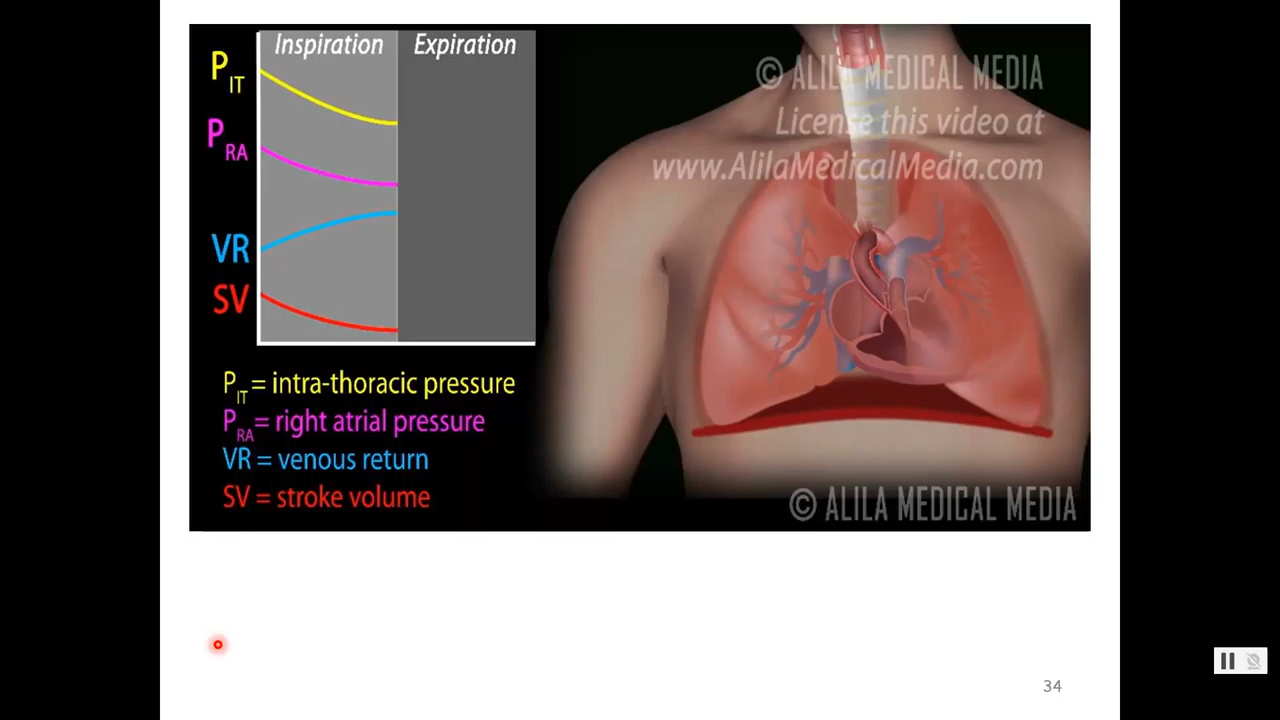 Inspiration Expiration
P IT
P RA
VR
SV
P IT = intra-thoracic pressure
P RA = right atrial pressure
VR = venous return
SV = stroke volume
© ALILA MEDICAL MEDIA
License this video at
www.AlilaMedicalMedia.com
© ALILA MEDICAL MEDIA
34